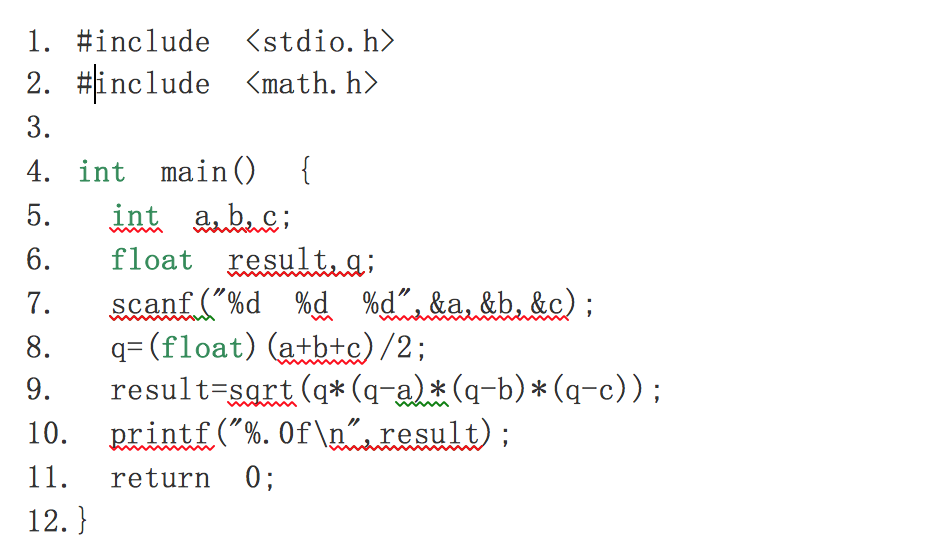 1. #include <stdio.h>
2. #include <math.h>
3.
4. int main() {
5. int a,b,c;
6. float result,q;
7. scanf("%d %d %d",&a,&b,&c);
8. q=(float)(a+b+c)/2;
9. result=sqrt(q*(q-a)*(q-b)*(q-c));
10. printf("%.0f\n",result);
11. return 0;
12.}